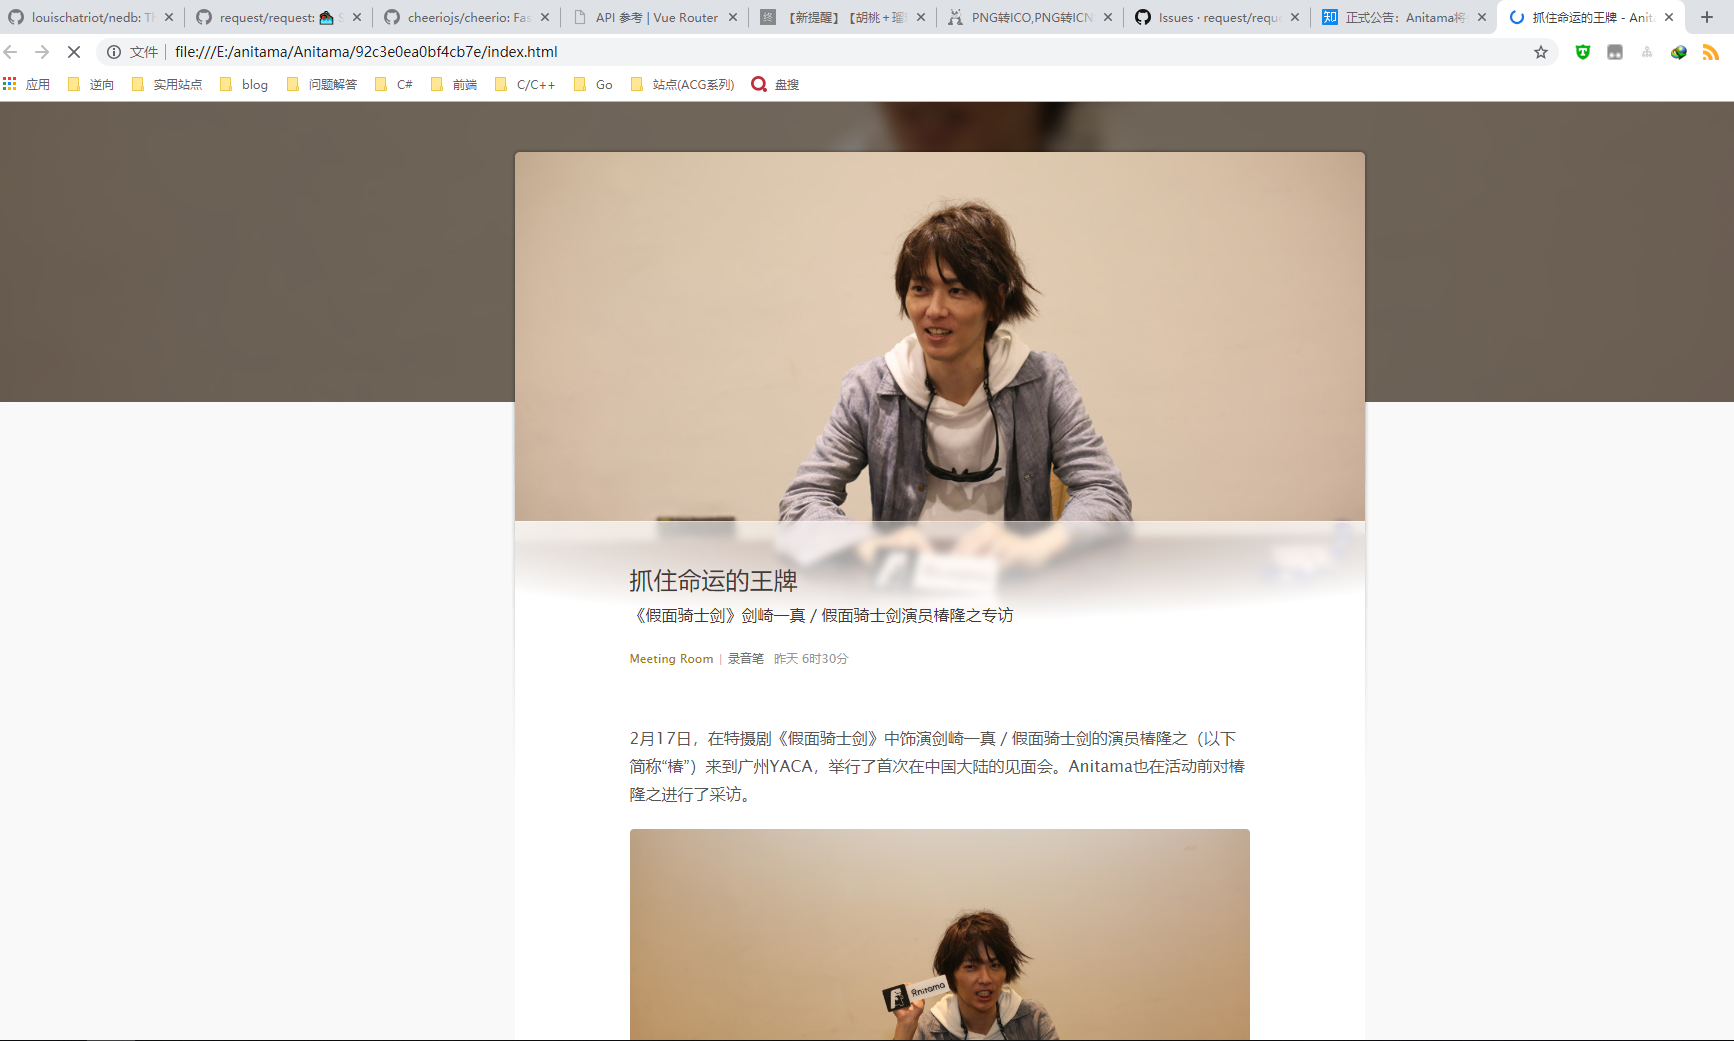 louischatriot/nedb: Th
request/request: 🏊🏾 S
cheeriojs/cheerio: Fas
API 参考 | Vue Router
【新提醒】【胡桃＋瑶
PNG转ICO,PNG转ICN
Issues · request/reque
正式公告：Anitama将
抓住命运的王牌 - Anita
文件 | file:///E:/anitama/Anitama/92c3e0ea0bf4cb7e/index.html
应用
逆向
实用站点
blog
问题解答
C#
前端
C/C++
Go
站点(ACG系列)
盘搜
抓住命运的王牌
《假面骑士剑》剑崎一真 / 假面骑士剑演员椿隆之专访
Meeting Room | 录音笔 昨天 6时30分
2月17日，在特摄剧《假面骑士剑》中饰演剑崎一真 / 假面骑士剑的演员椿隆之（以下
简称“椿”）来到广州YACA，举行了首次在中国大陆的见面会。Anitama也在活动前对椿
隆之进行了采访。
Anitama